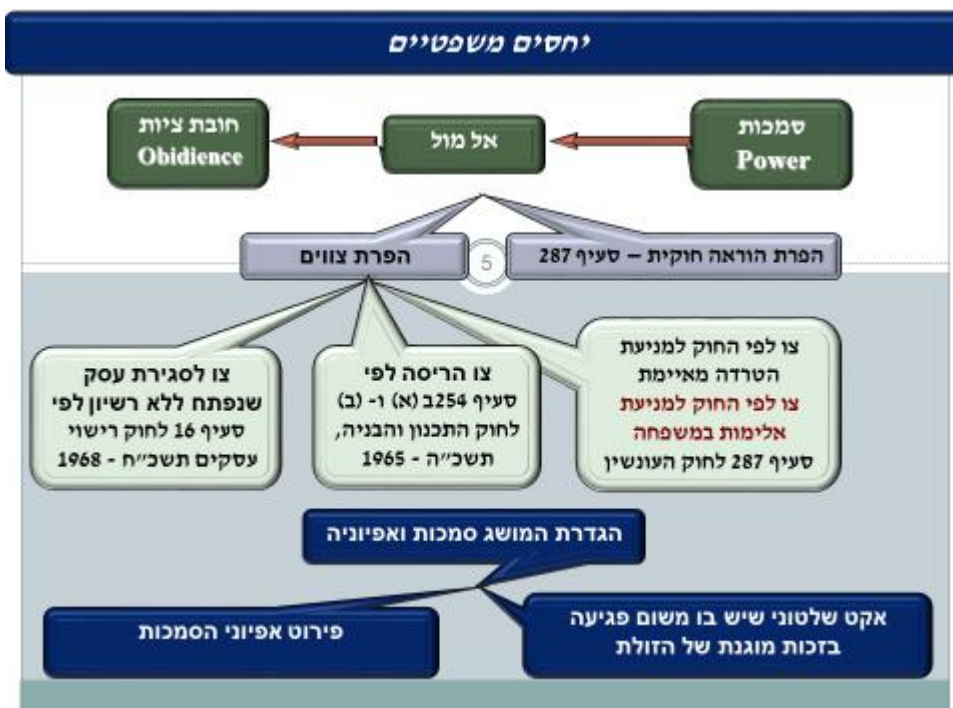 יחסים משפטיים
סמכות
Power
אל מול
חובת ציות
Obidience
הפרת הוראה חוקית – סעיף 287
5
הפרת צווים
צו לפי החוק למניעת
הטרדה מאיימת
צו לפי החוק למניעת
אלימות במשפחה
סעיף 287 לחוק העונשין
צו הריסה לפי
סעיף 254ב (א) ו- (ב)
לחוק התכנון והבניה,
תשכ״ה - 1965
צו לסגירת עסק
שנפתח ללא רשיון לפי
סעיף 16 לחוק רישוי
עסקים תשכ״ח - 1968
הגדרת המושג סמכות ואפיוניה
אקט שלטוני שיש בו משום פגיעה
בזכות מוגנת של הזולת
פירוט אפיוני הסמכות